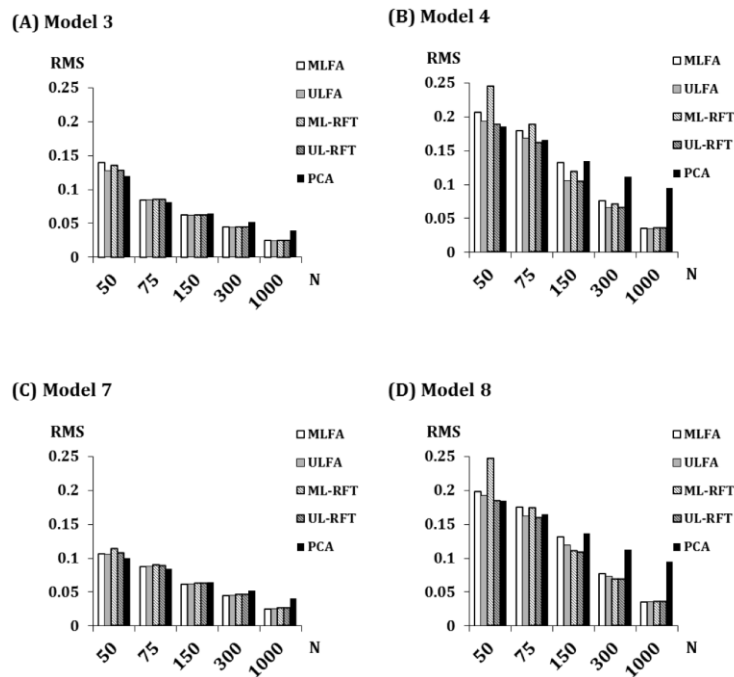 (A) Model 3
RMS
0.25
0.2
0.15
0.1
0.05
0
50
75
150
300
1000
N
MLFA
ULFA
ML-RFT
UL-RFT
PCA
(B) Model 4
RMS
0.25
0.2
0.15
0.1
0.05
0
50
75
150
300
1000
N
MLFA
ULFA
ML-RFT
UL-RFT
PCA
(C) Model 7
RMS
0.25
0.2
0.15
0.1
0.05
0
50
75
150
300
1000
N
MLFA
ULFA
ML-RFT
UL-RFT
PCA
(D) Model 8
RMS
0.25
0.2
0.15
0.1
0.05
0
50
75
150
300
1000
N
MLFA
ULFA
ML-RFT
UL-RFT
PCA